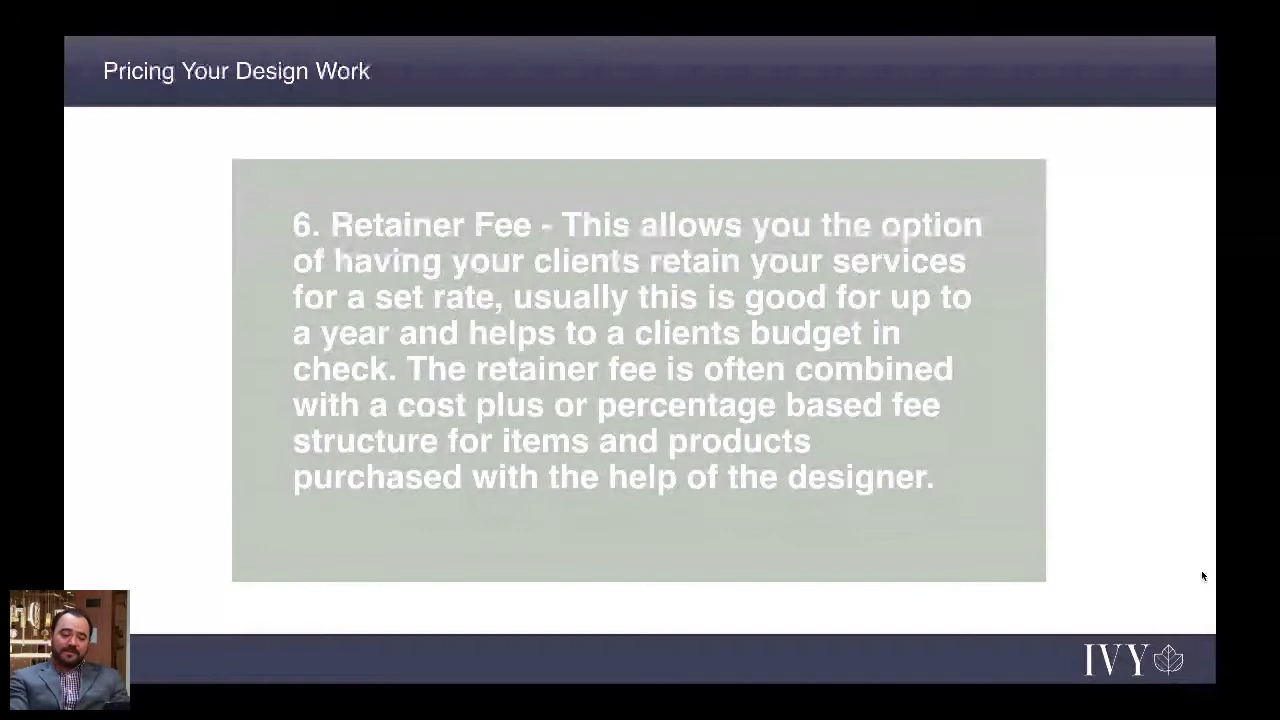 Pricing Your Design Work
6. Retainer Fee - This allows you the option
of having your clients retain your services
for a set rate, usually this is good for up to
a year and helps to a clients budget in
check. The retainer fee is often combined
with a cost plus or percentage based fee
structure for items and products
purchased with the help of the designer.
IVY